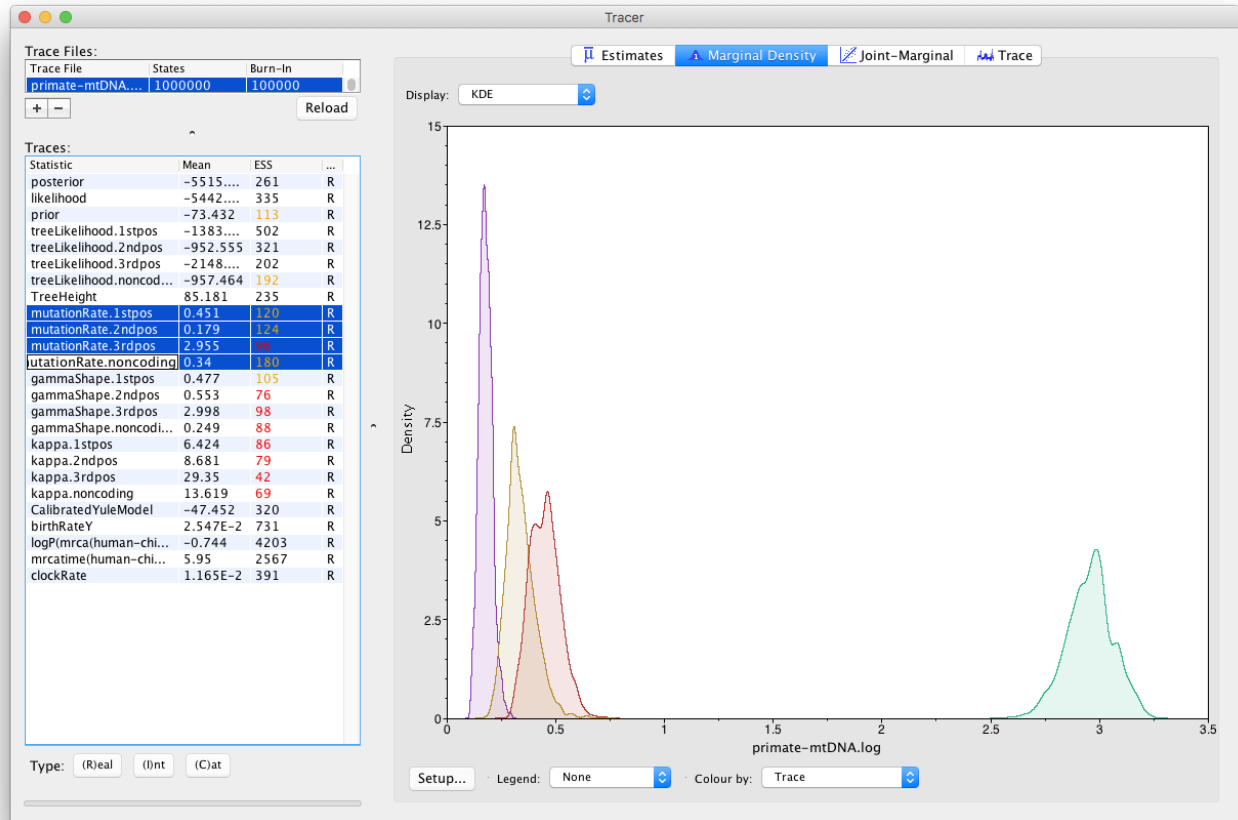 Tracer
Trace Files:
Trace File States Burn-In
primate-mtDNA.... 1000000 100000
+ − Reload
Traces:
Statistic Mean ESS ...
posterior -5515.... 261 R
likelihood -5442.... 335 R
prior -73.432 113 R
treeLikelihood.1stpos -1383.... 502 R
treeLikelihood.2ndpos -952.555 321 R
treeLikelihood.3rdpos -2148.... 202 R
treeLikelihood.noncod... -957.464 192 R
TreeHeight 85.181 235 R
mutationRate.1stpos 0.451 120 R
mutationRate.2ndpos 0.179 124 R
mutationRate.3rdpos 2.955 96 R
utationRate.noncoding 0.34 180 R
gammaShape.1stpos 0.477 105 R
gammaShape.2ndpos 0.553 76 R
gammaShape.3rdpos 2.998 98 R
gammaShape.noncodi... 0.249 88 R
kappa.1stpos 6.424 86 R
kappa.2ndpos 8.681 79 R
kappa.3rdpos 29.35 42 R
kappa.noncoding 13.619 69 R
CalibratedYuleModel -47.452 320 R
birthRateY 2.547E-2 731 R
logP(mrca(human-chi... -0.744 4203 R
mrcatime(human-chi... 5.95 2567 R
clockRate 1.165E-2 391 R
Type: (R)eal (I)nt (C)at
Estimates Marginal Density Joint-Marginal Trace
Display: KDE
15
12.5
10
7.5
5
2.5
0
Density
0 0.5 1 1.5 2 2.5 3 3.5
primate-mtDNA.log
Setup... Legend: None Colour by: Trace